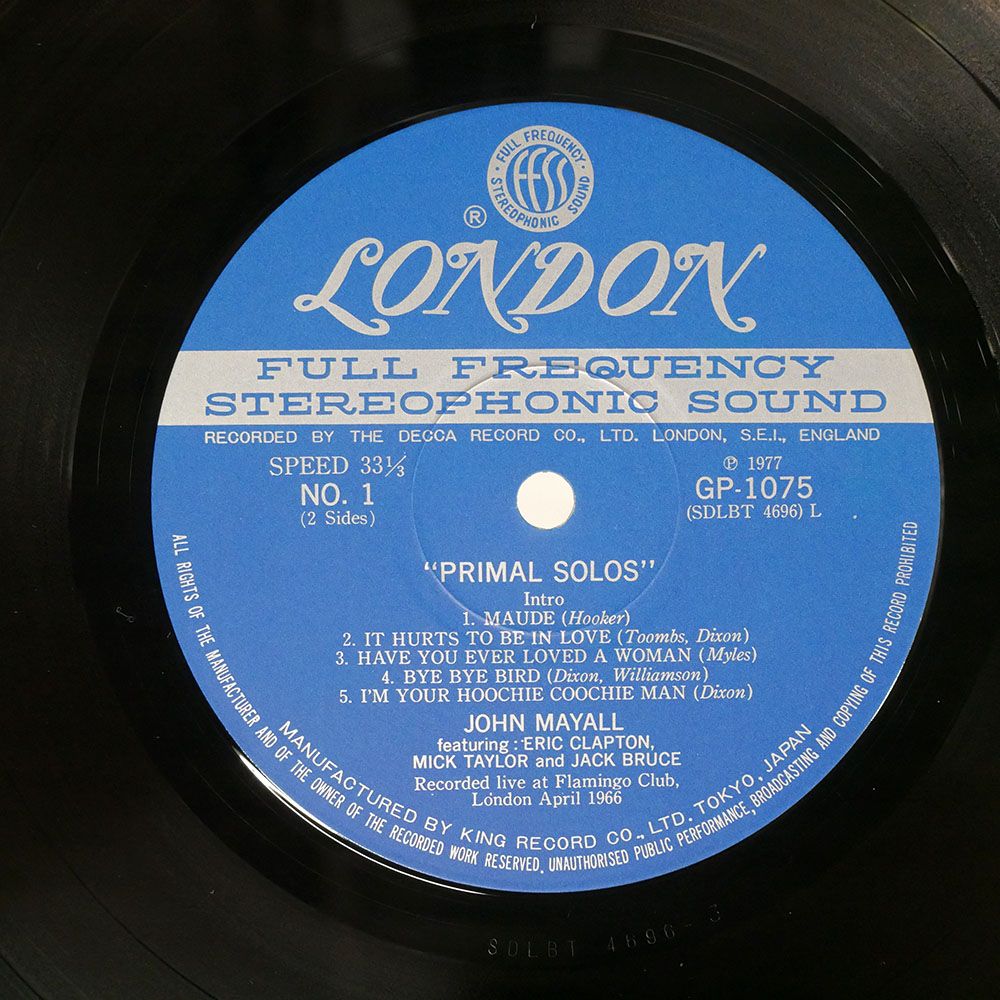 FULL FREQUENCY
FFSS
STEREOPHONIC SOUND
®
LONDON
FULL FREQUENCY
STEREOPHONIC SOUND
RECORDED BY THE DECCA RECORD CO., LTD. LONDON, S.E.I., ENGLAND
SPEED 33⅓
NO. 1
(2 Sides)
℗ 1977
GP-1075
(SDLBT 4696) L
"PRIMAL SOLOS"
Intro
1. MAUDE (Hooker)
2. IT HURTS TO BE IN LOVE (Toombs, Dixon)
3. HAVE YOU EVER LOVED A WOMAN (Myles)
4. BYE BYE BIRD (Dixon, Williamson)
5. I'M YOUR HOOCHIE COOCHIE MAN (Dixon)
JOHN MAYALL
featuring : ERIC CLAPTON,
MICK TAYLOR and JACK BRUCE
Recorded live at Flamingo Club,
London April 1966
MANUFACTURED BY KING RECORD CO., LTD. TOKYO, JAPAN
ALL RIGHTS OF THE MANUFACTURER AND OF THE OWNER OF THE RECORDED WORK RESERVED. UNAUTHORISED PUBLIC PERFORMANCE, BROADCASTING AND COPYING OF THIS RECORD PROHIBITED
SDLBT 4696-3